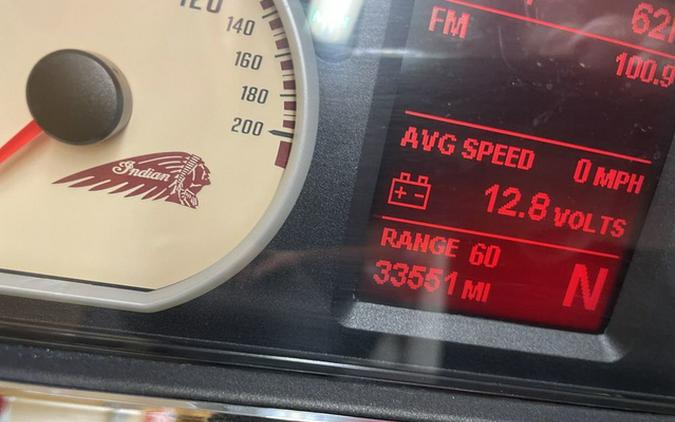 120
140
160
180
200
Indian
FM
100.9
AVG SPEED 0 MPH
12.8 VOLTS
RANGE 60
33551 MI
N